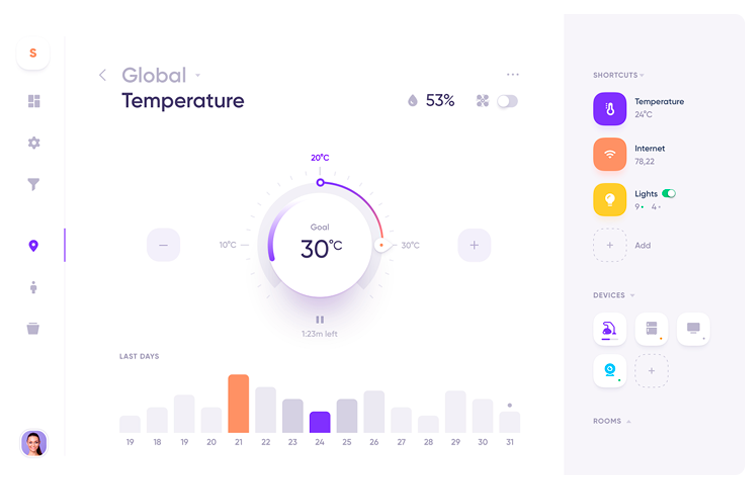 S
Global
Temperature
53%
20°C
10°C
Goal
30°C
30°C
1:23m left
LAST DAYS
19 18 19 20 21 22 23 24 25 26 27 28 29 30 31
SHORTCUTS
Temperature
24°C
Internet
78,22
Lights
9 4
Add
DEVICES
ROOMS